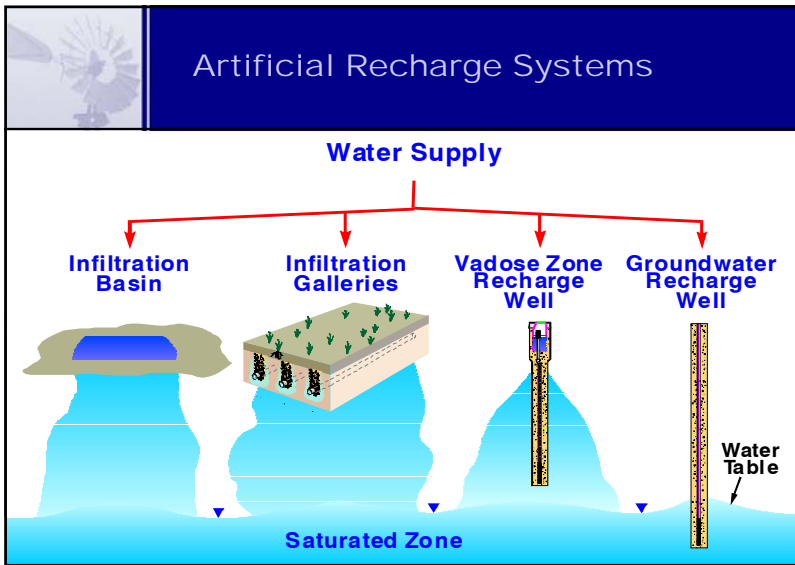 Artificial Recharge Systems
Water Supply
Infiltration
Basin
Infiltration
Galleries
Vadose Zone
Recharge
Well
Groundwater
Recharge
Well
Water
Table
Saturated Zone